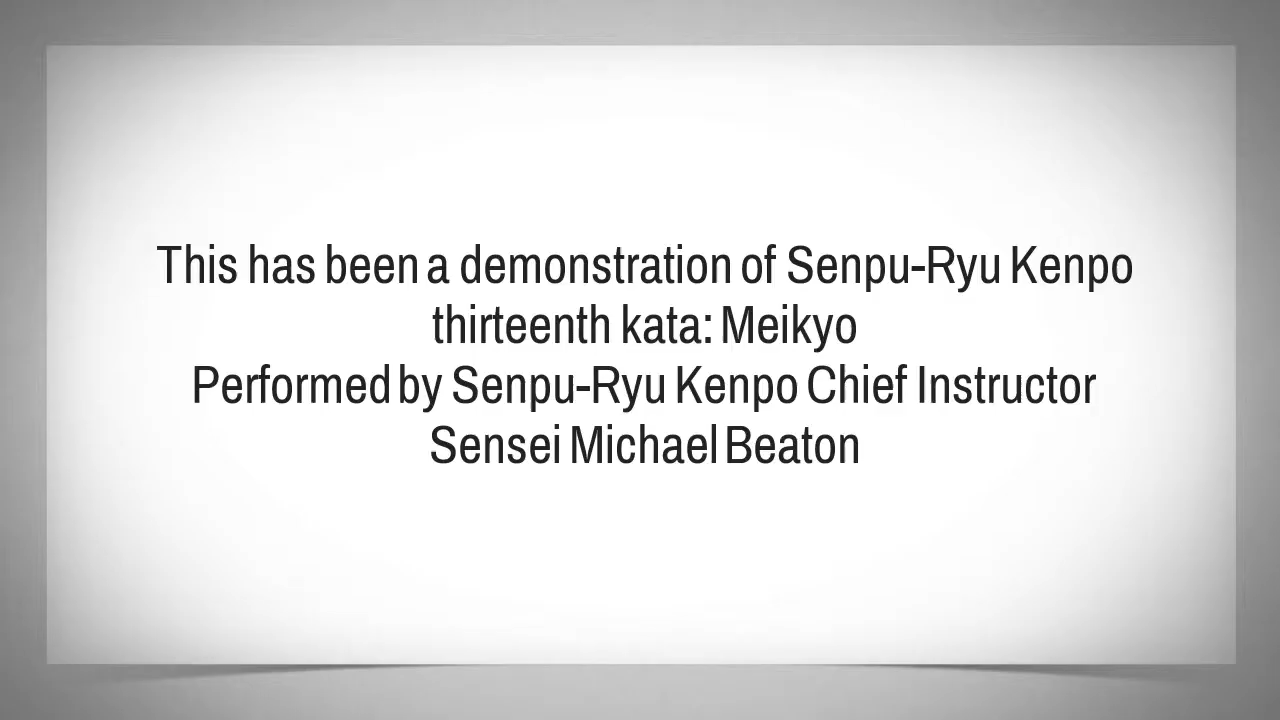 This has been a demonstration of Senpu-Ryu Kenpo
thirteenth kata: Meikyo
Performed by Senpu-Ryu Kenpo Chief Instructor
Sensei Michael Beaton